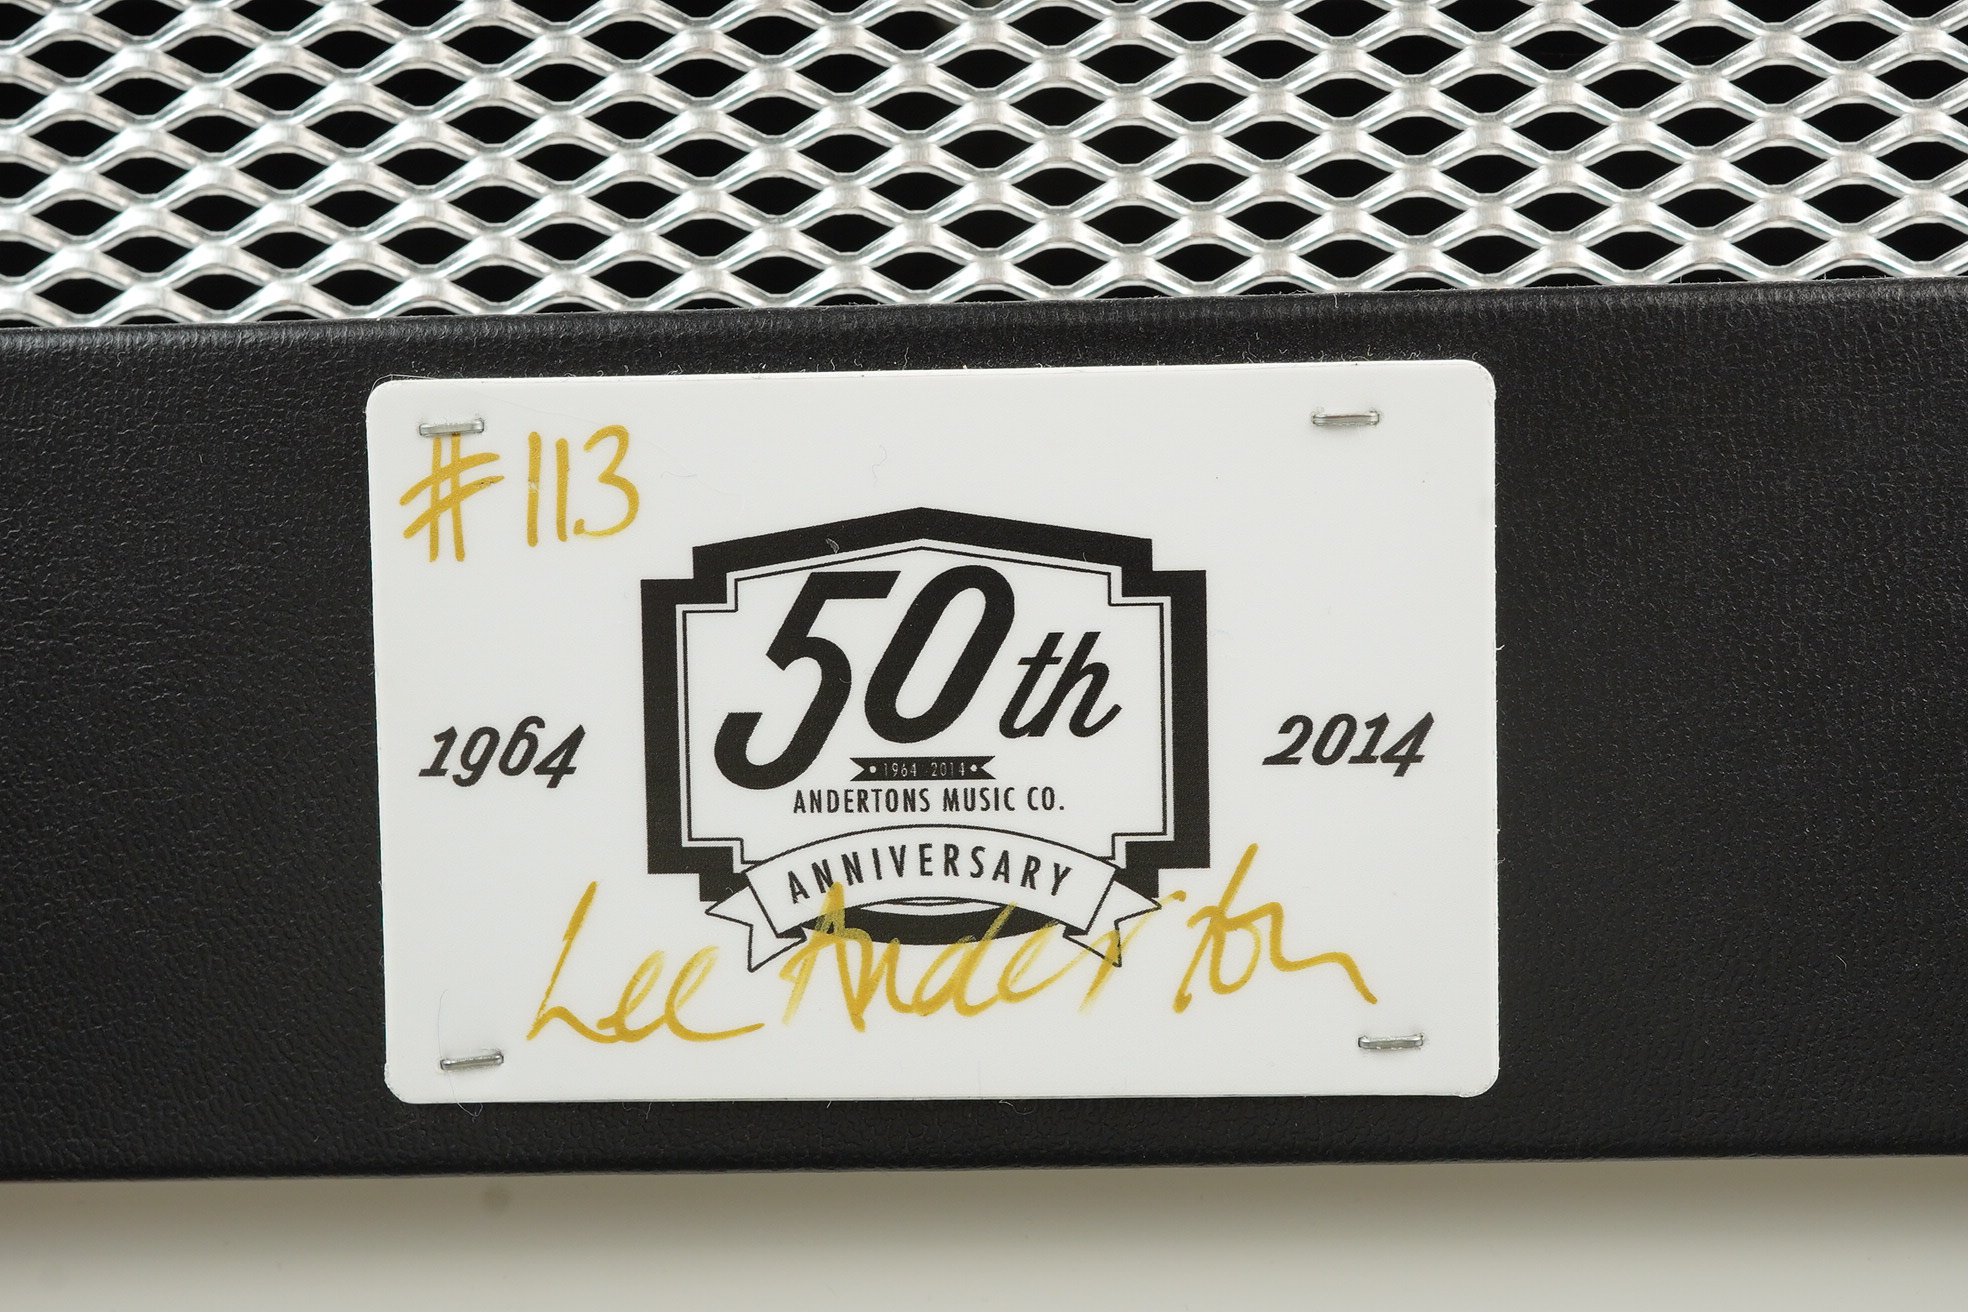 #113
50th
1964
1964 2014
2014
ANDERTONS MUSIC CO.
ANNIVERSARY
Lee Anderton